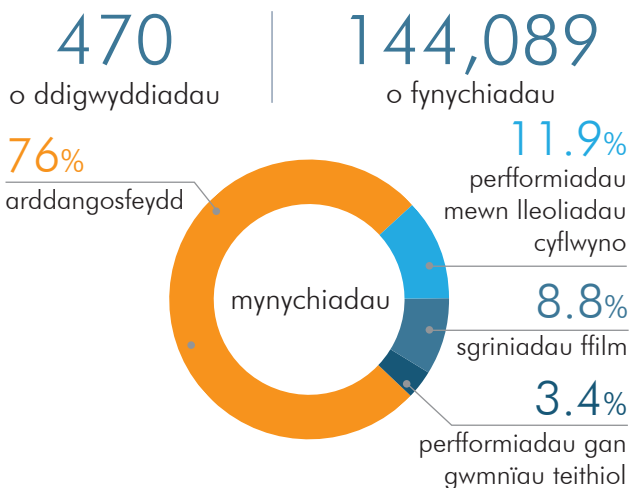 470
o ddigwyddiadau
144,089
o fynychiadau
76%
arddangosfeydd
11.9%
perfformiadau
mewn lleoliadau
cyflwyno
mynychiadau
8.8%
sgriniadau ffilm
3.4%
perfformiadau gan
gwmnïau teithiol